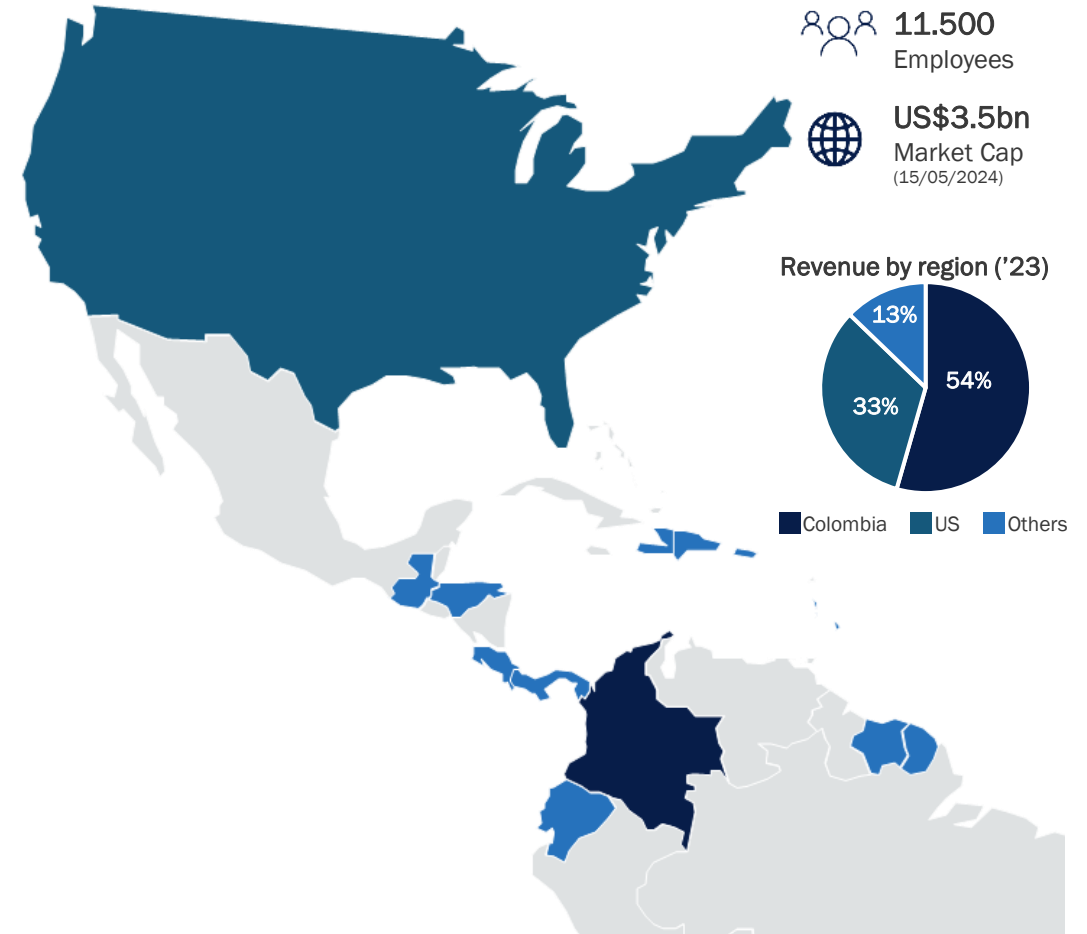 11.500
Employees
US$3.5bn
Market Cap
(15/05/2024)
Revenue by region (’23)
13%
54%
33%
Colombia
US
Others